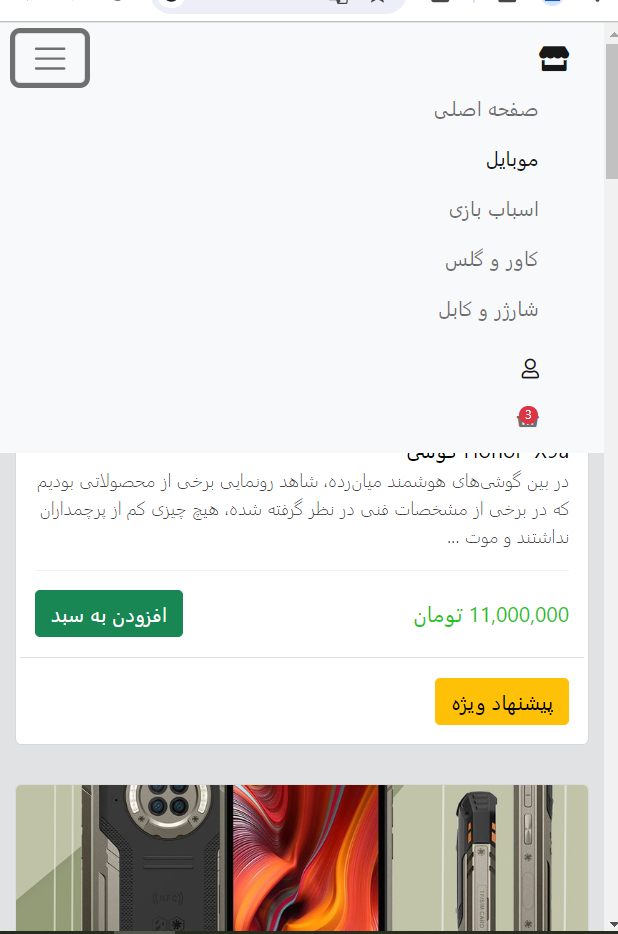 صفحه اصلی
موبایل
اسباب بازی
کاور و گلس
شارژر و کابل
3
گوشی Honor X9a
در بین گوشی‌های هوشمند میان‌رده، شاهد رونمایی برخی از محصولاتی بودیم
که در برخی از مشخصات فنی در نظر گرفته شده، هیچ چیزی کم از پرچمداران
نداشتند و موت ...
11,000,000 تومان
افزودن به سبد
پیشنهاد ویژه